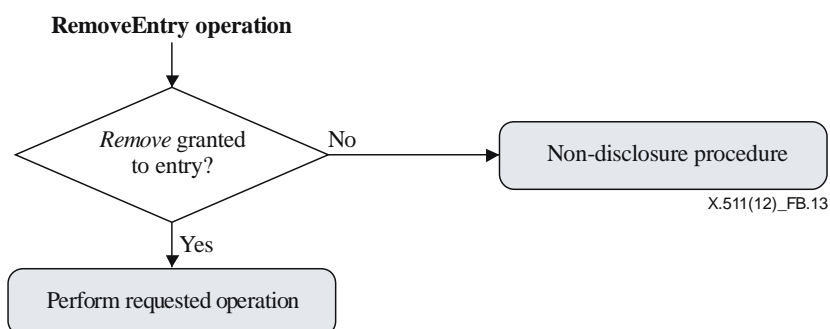 RemoveEntry operation
Remove granted
to entry?
No
Non-disclosure procedure
X.511(12)_FB.13
Yes
Perform requested operation